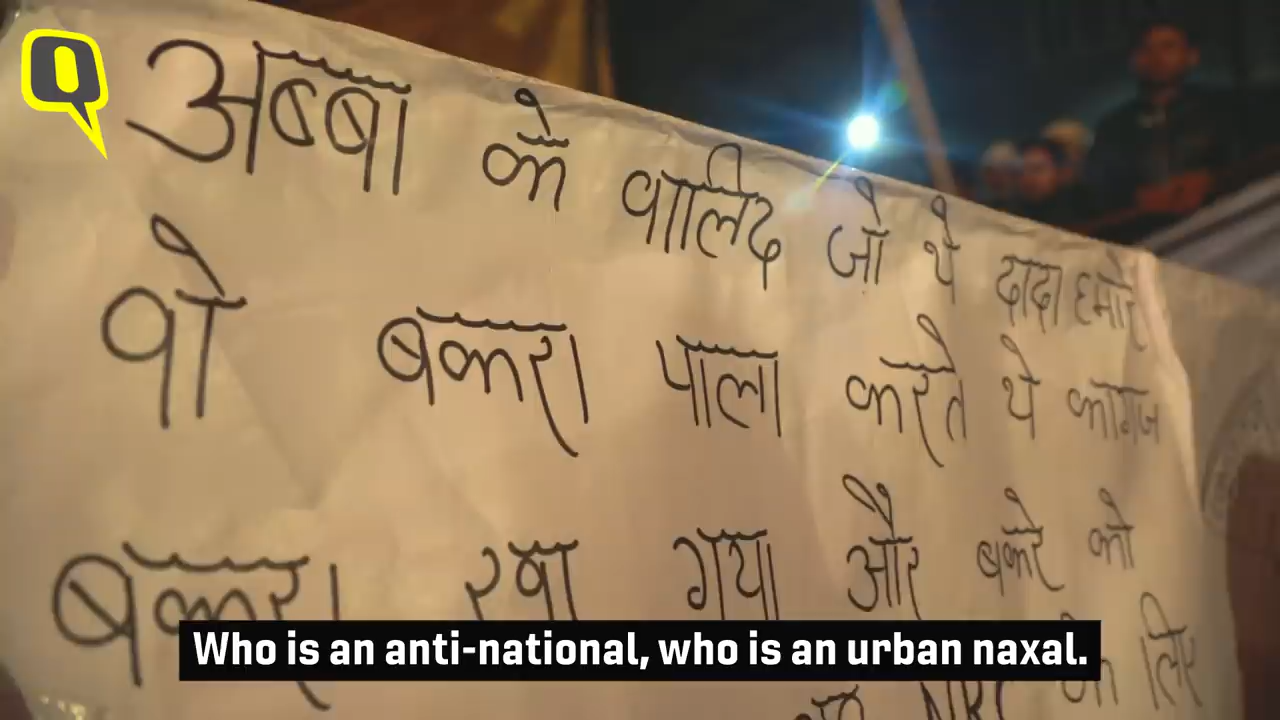 अब्बा के वालिद जो थे दादा हमारे
वो बकरा पाला करते थे कागज
बकरा खा गया और बकरे को
NRC के लिए
Who is an anti-national, who is an urban naxal.
Q